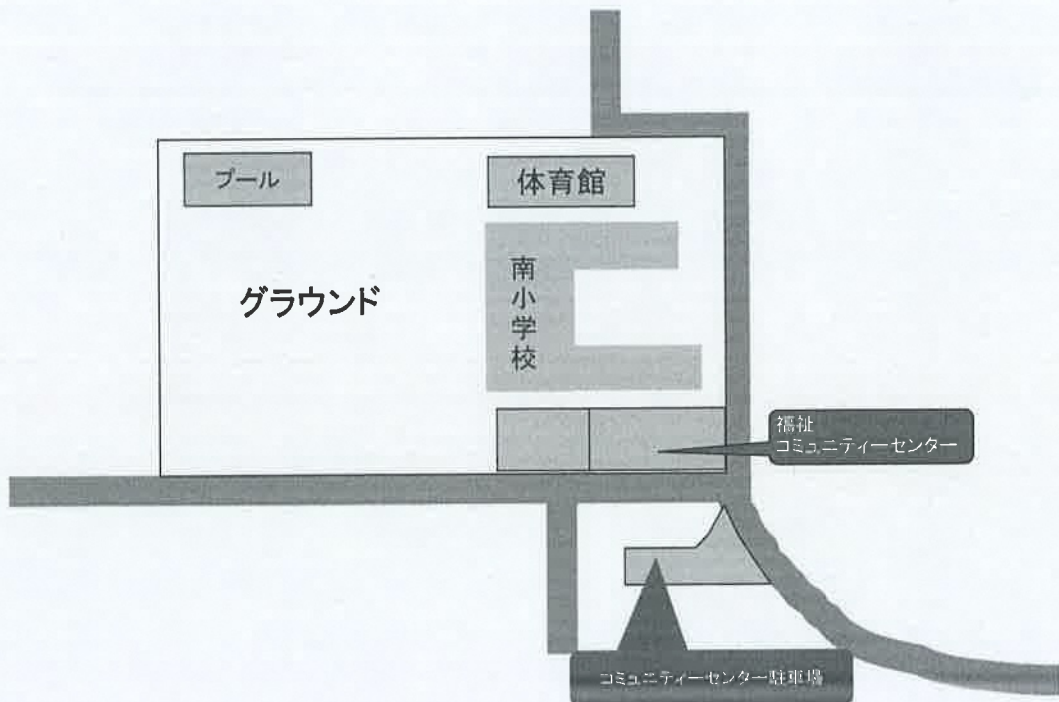 プール
体育館
グラウンド
南小学校
福祉
コミュニティーセンター
コミュニティーセンター駐車場